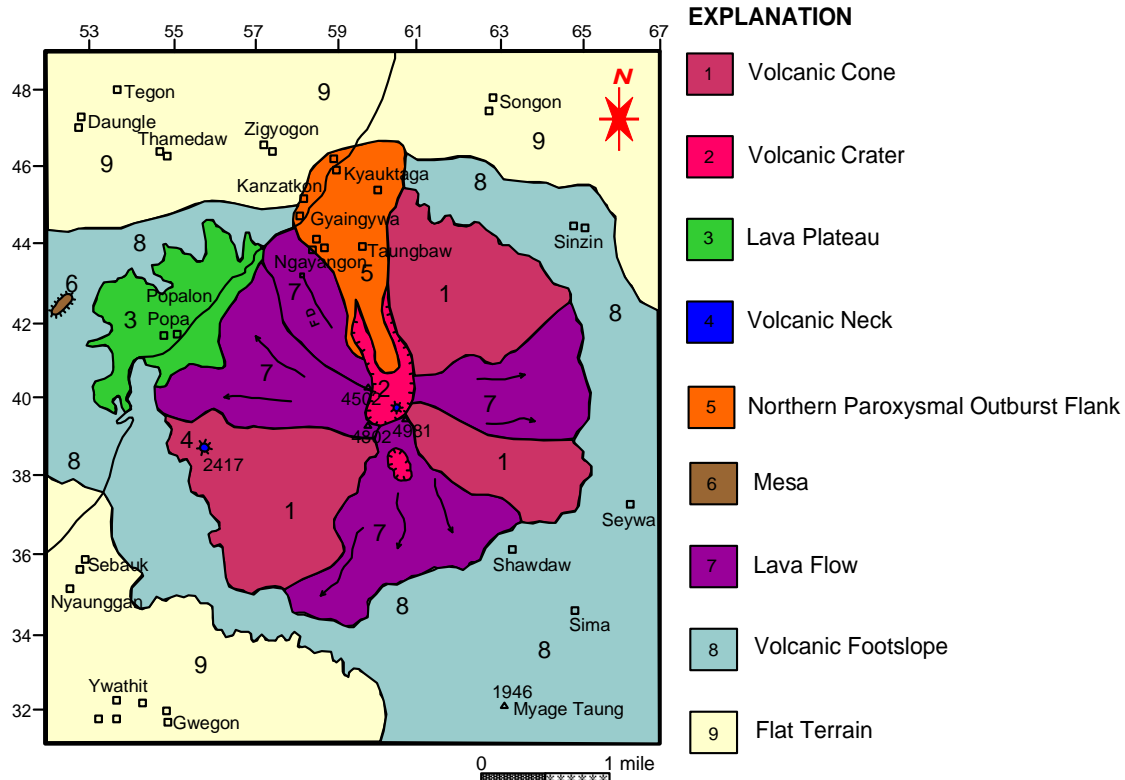 EXPLANATION
53 55 57 59 61 63 65 67
N
1 Volcanic Cone
48
Tegon
9
Songon
Daungle
Thamedaw
Zigyogon
9
9
2 Volcanic Crater
46
Kyauktaga
8
Kanzatkon
Gyaingywa
44
8
Sinzin
Taungbaw
Ngayangon
5
3 Lava Plateau
6
7
1
Popalon
8
4 Volcanic Neck
42
3
Popa
FD
7
2
40
4502
7
5 Northern Paroxysmal Outburst Flank
4
4802
4981
8
2417
1
38
6 Mesa
1
Seywa
7
36
Sebauk
Shawdaw
7 Lava Flow
Nyaunggan
8
Sima
34
8
9
8 Volcanic Footslope
Ywathit
1946
32
Myage Taung
Gwegon
9 Flat Terrain
0 1 mile